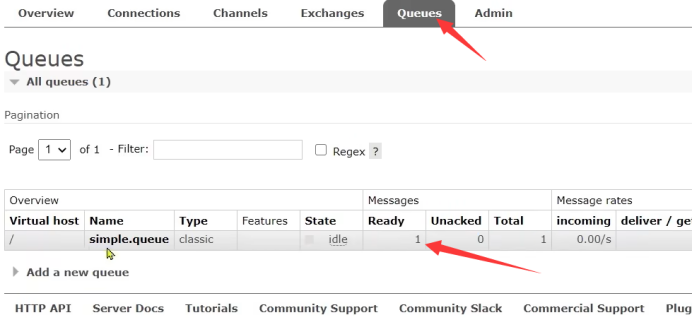 Overview Connections Channels Exchanges Queues Admin
Queues
All queues (1)
Pagination
Page 1 of 1 - Filter: Regex ?
Overview Messages Message rates
Virtual host Name Type Features State Ready Unacked Total incoming deliver / ge
/ simple.queue classic idle 1 0 1 0.00/s
Add a new queue
HTTP API Server Docs Tutorials Community Support Community Slack Commercial Support Plug